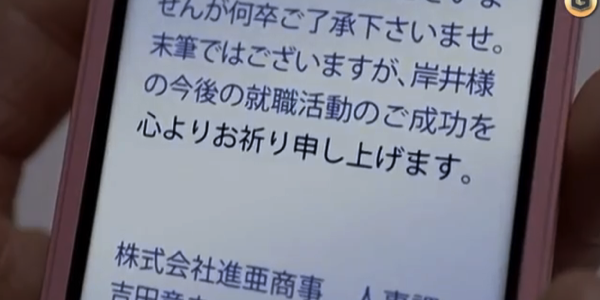 せんが何卒ご了承下さいませ。
末筆ではございますが、岸井様
の今後の就職活動のご成功を
心よりお祈り申し上げます。
株式会社進亜商事 人事
吉田
G